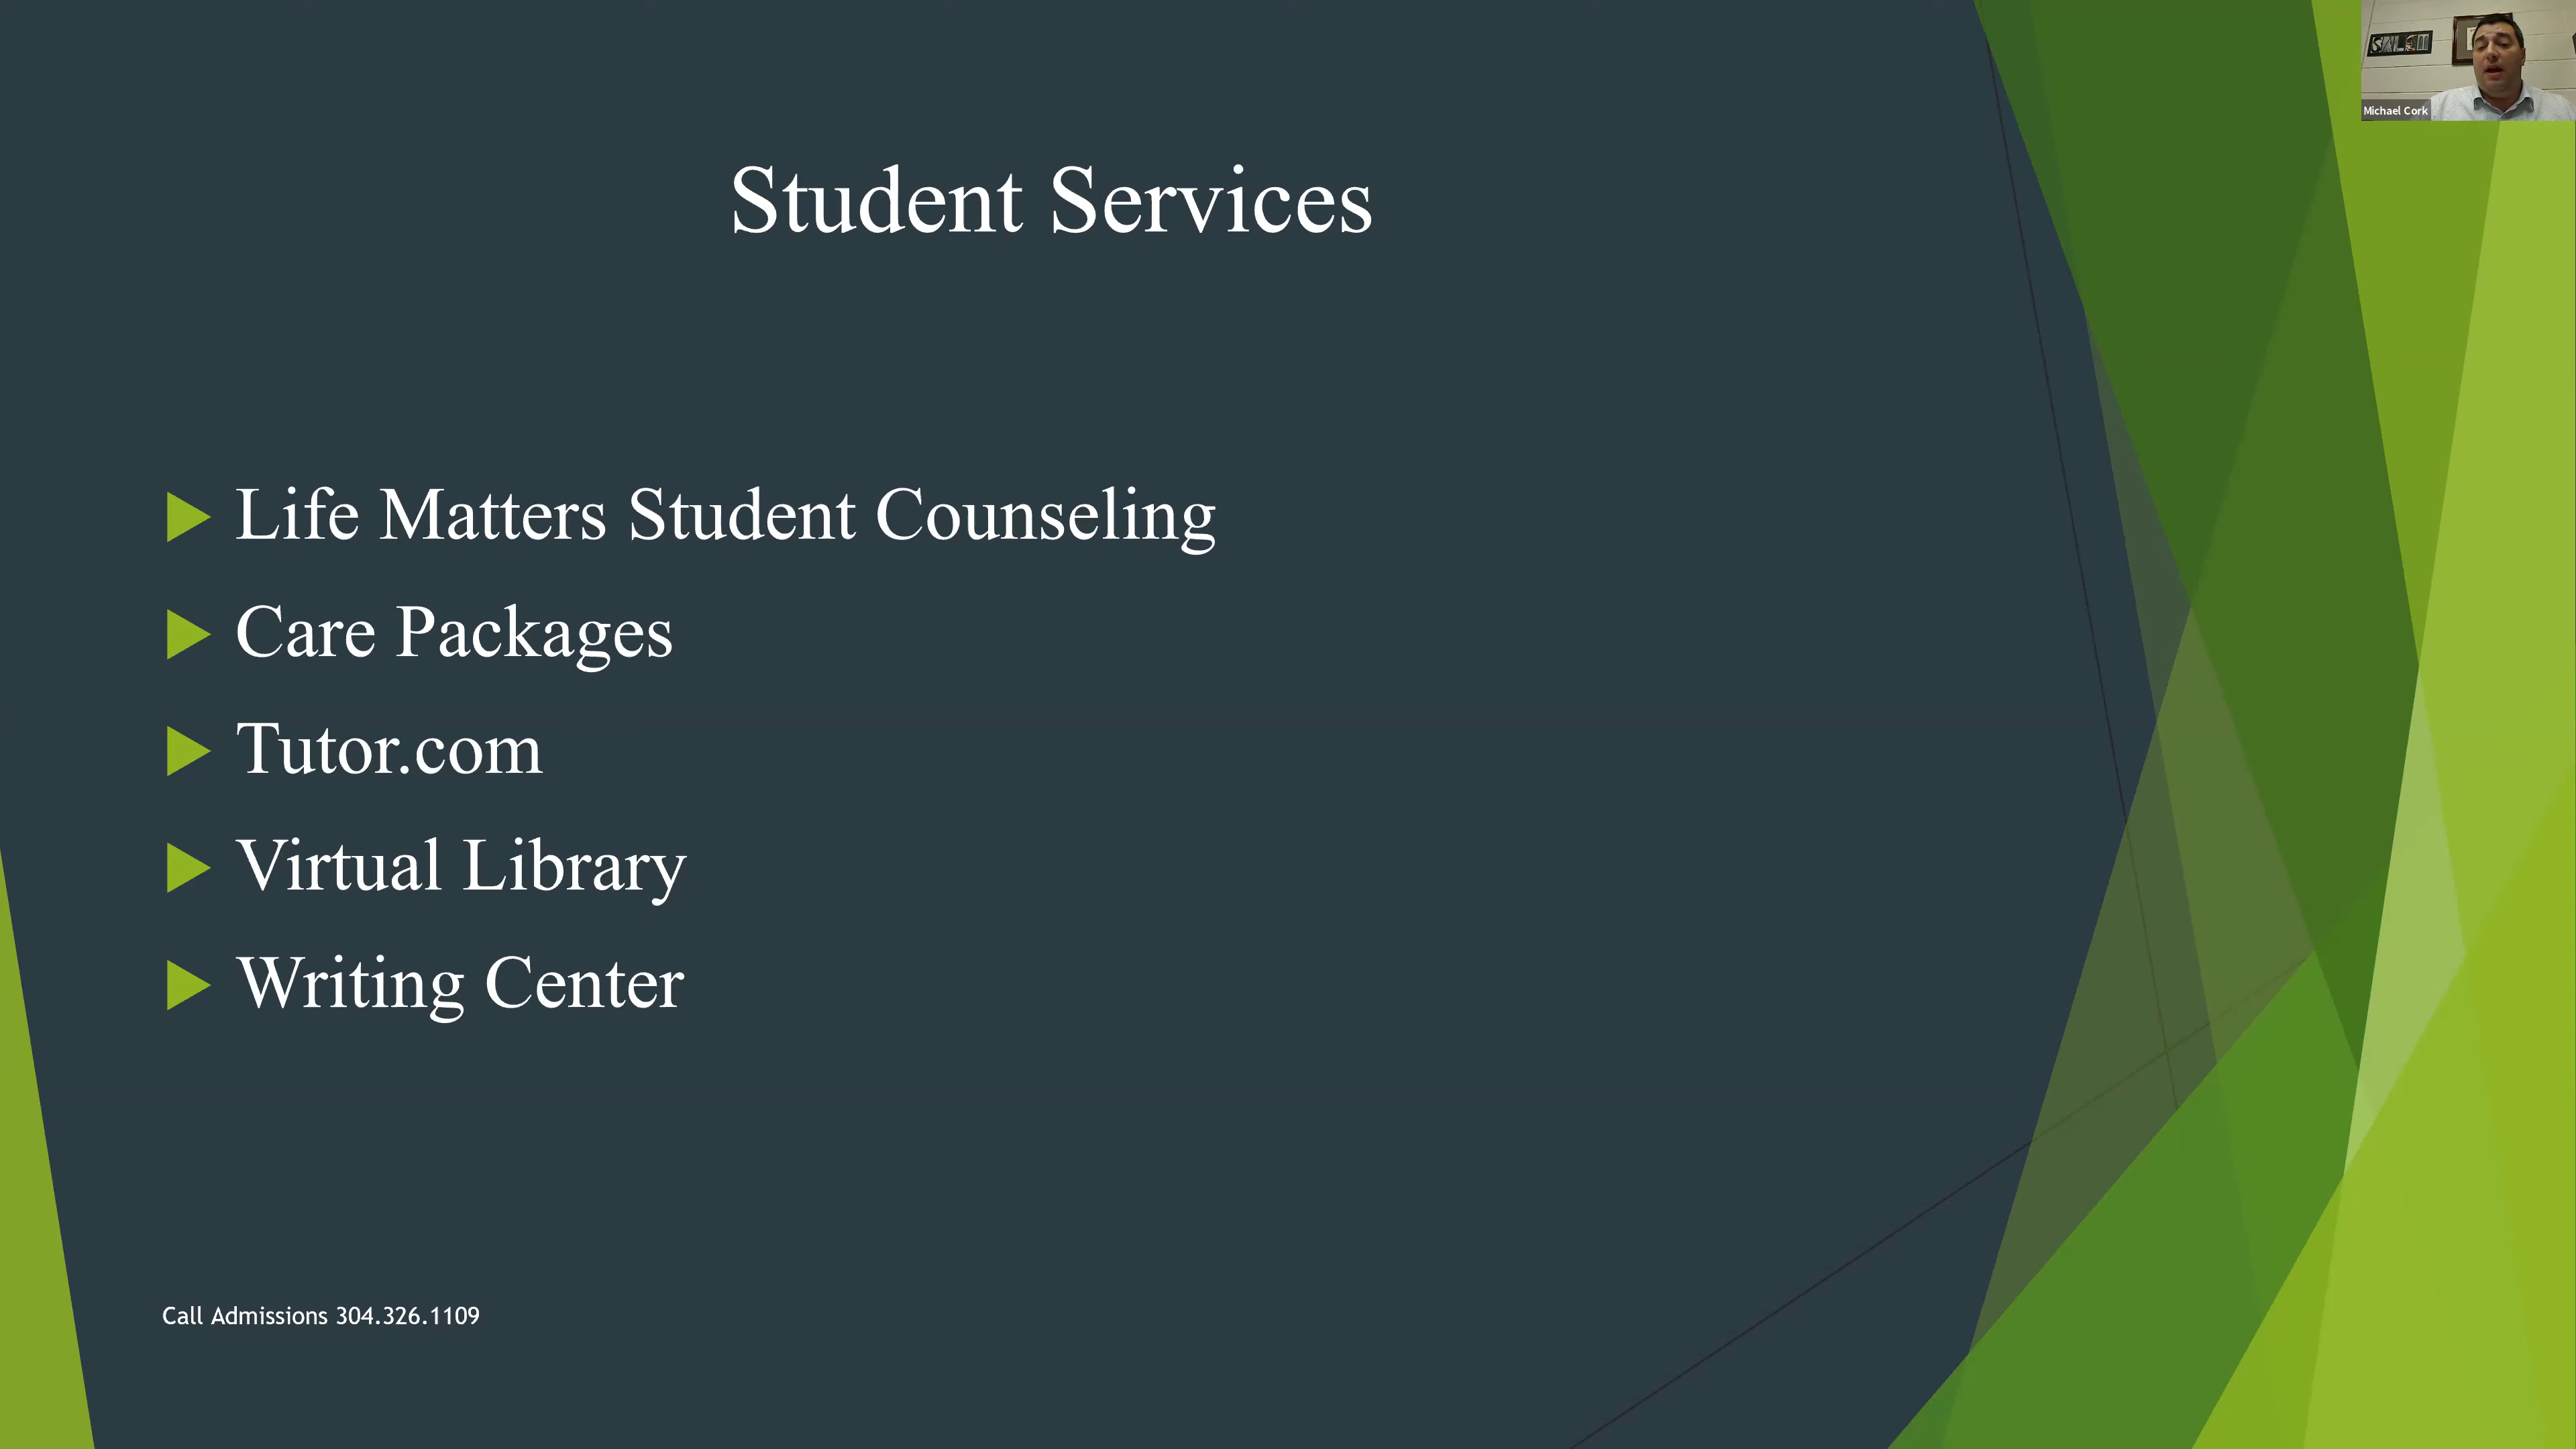 Student Services
Life Matters Student Counseling
Care Packages
Tutor.com
Virtual Library
Writing Center
Call Admissions 304.326.1109
Michael Cork